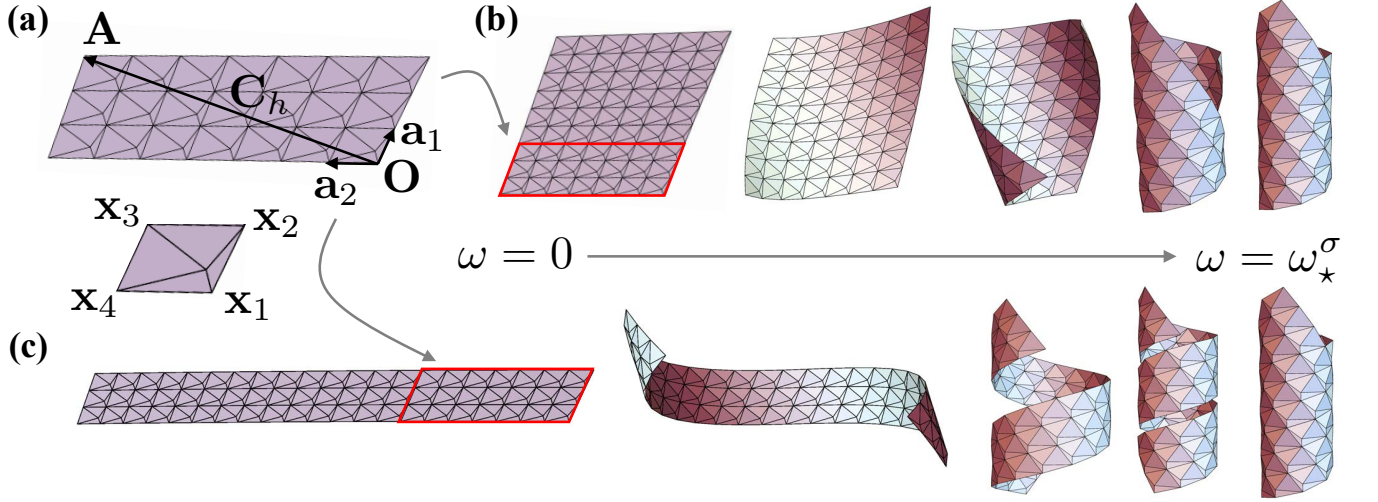 (a)
A
C_h
a_1
a_2
O
x_3
x_2
x_4
x_1
(b)
ω = 0
ω = ω_⋆^σ
(c)